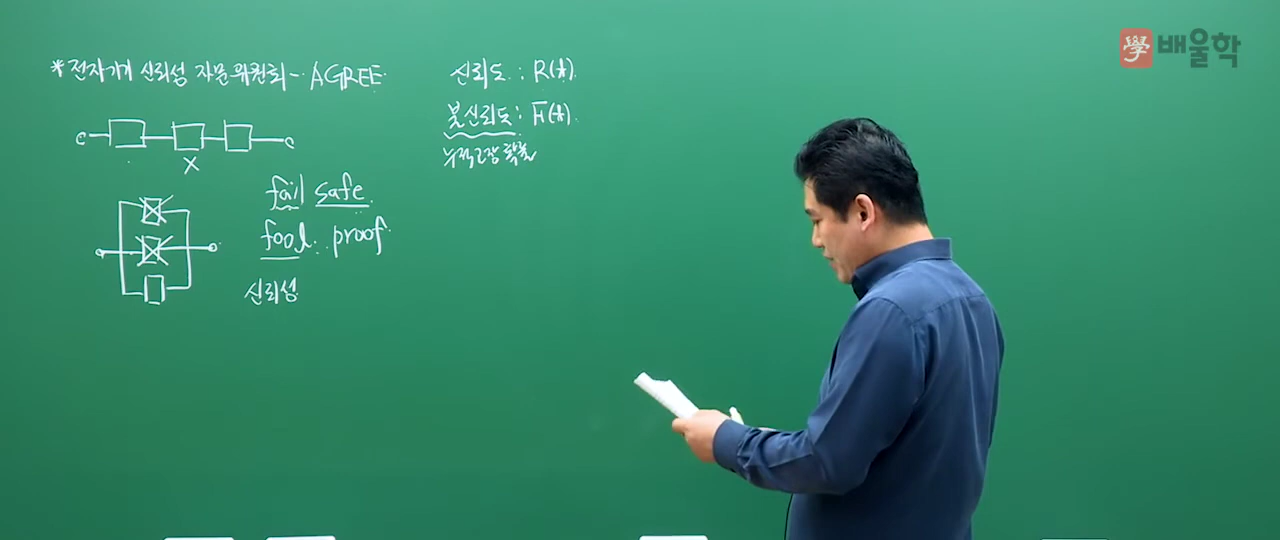 * 전자기기 신뢰성 자문위원회 - AGREE
X
fail safe
fool proof
신뢰성
신뢰도 : R(t).
불신뢰도 : F(t).
누적고장 확률
學 배울학